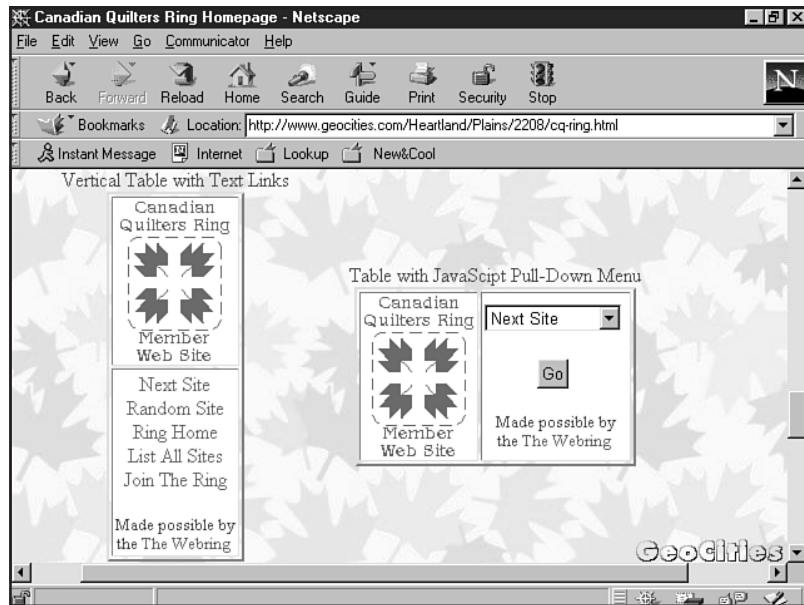 Canadian Quilters Ring Homepage - Netscape
File Edit View Go Communicator Help
Back Forward Reload Home Search Guide Print Security Stop
N
Bookmarks Location: http://www.geocities.com/Heartland/Plains/2208/cq-ring.html
Instant Message Internet Lookup New&Cool
Vertical Table with Text Links
Canadian
Quilters Ring
Member
Web Site
Next Site
Random Site
Ring Home
List All Sites
Join The Ring
Made possible by
the The Webring
Table with JavaScipt Pull-Down Menu
Canadian
Quilters Ring
Member
Web Site
Next Site
Go
Made possible by
the The Webring
GeoCities